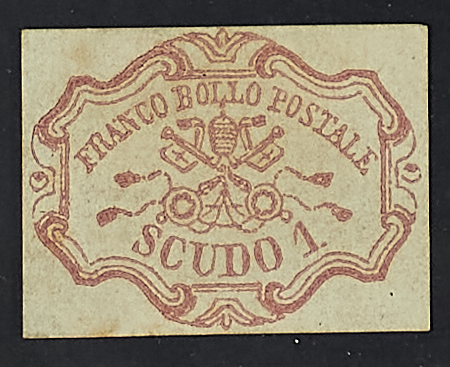 FRANCO BOLLO POSTALE
SCUDO 1